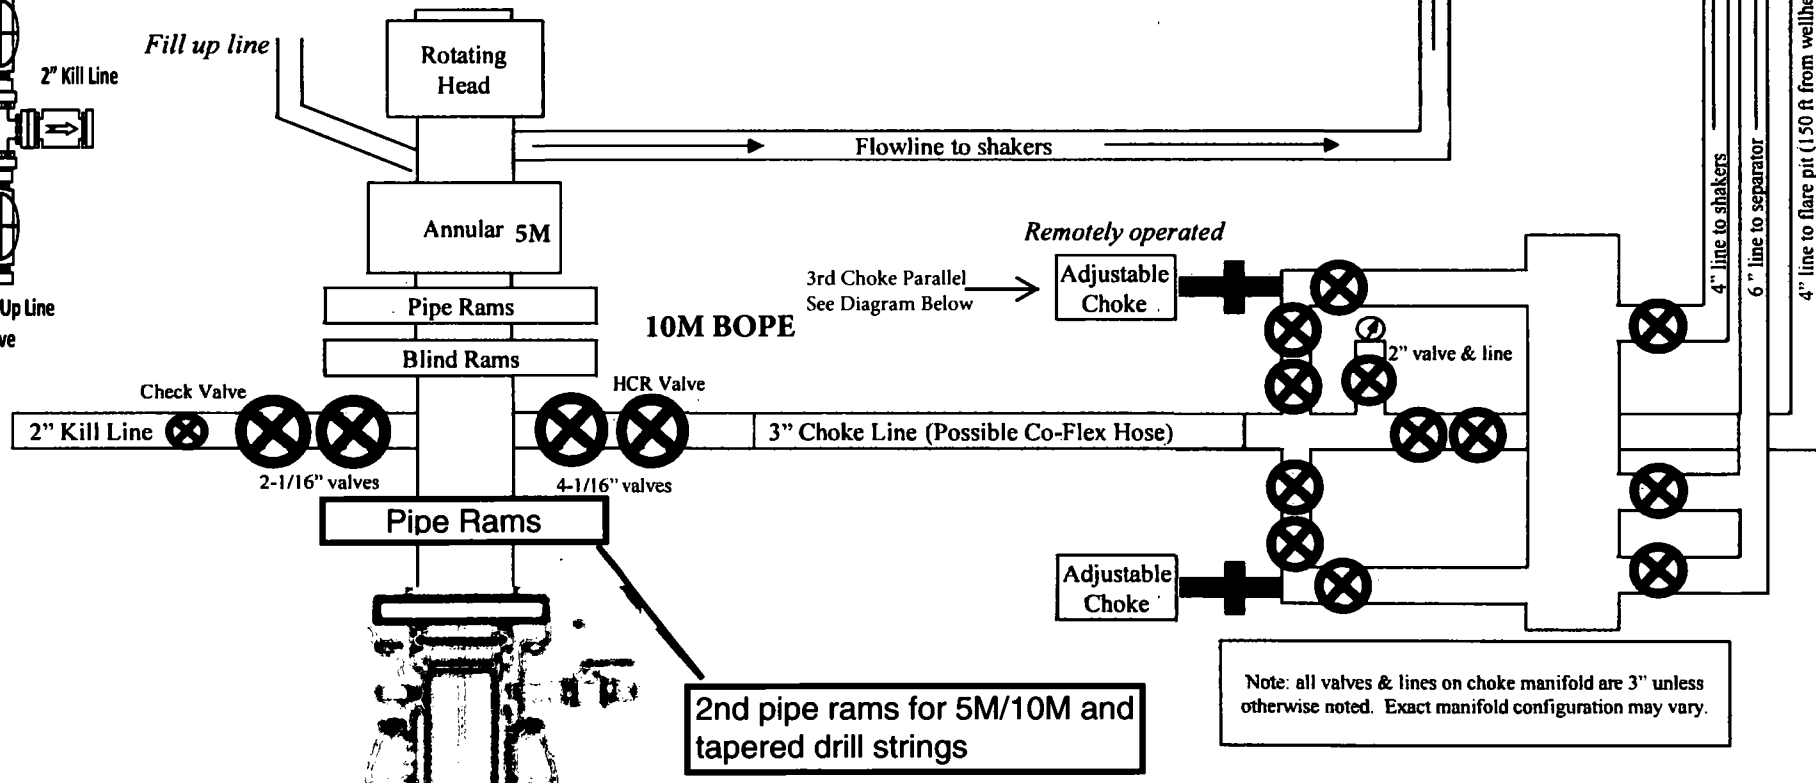 Fill up line
2” Kill Line
Rotating
Head
Flowline to shakers
Annular 5M
Remotely operated
3rd Choke Parallel
See Diagram Below
Adjustable
Choke
Up Line
Pipe Rams
10M BOPE
Blind Rams
2” valve & line
Check Valve
HCR Valve
2” Kill Line
3” Choke Line (Possible Co-Flex Hose)
2-1/16” valves
4-1/16” valves
Pipe Rams
Adjustable
Choke
4” line to shakers
6” line to separator
4” line to flare pit (150 ft from
Note: all valves & lines on choke manifold are 3” unless
otherwise noted. Exact manifold configuration may vary.
2nd pipe rams for 5M/10M and
tapered drill strings